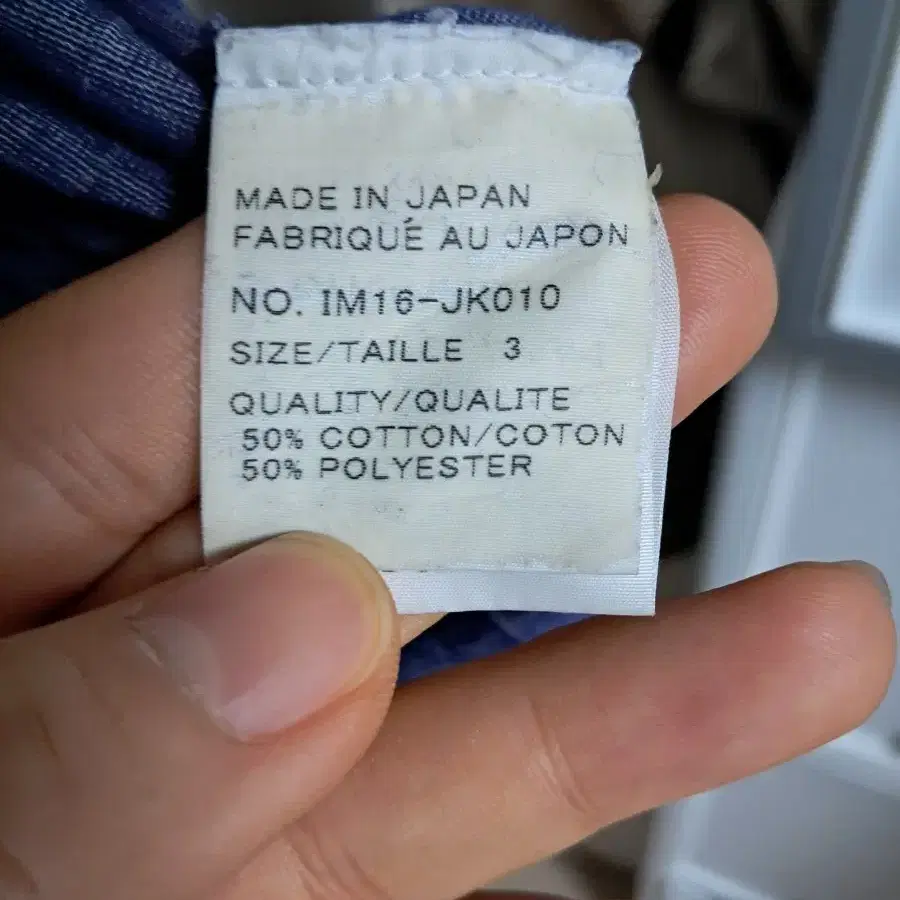 MADE IN JAPAN
FABRIQUÉ AU JAPON
NO. IM16-JK010
SIZE/TAILLE 3
QUALITY/QUALITE
50% COTTON/COTON
50% POLYESTER